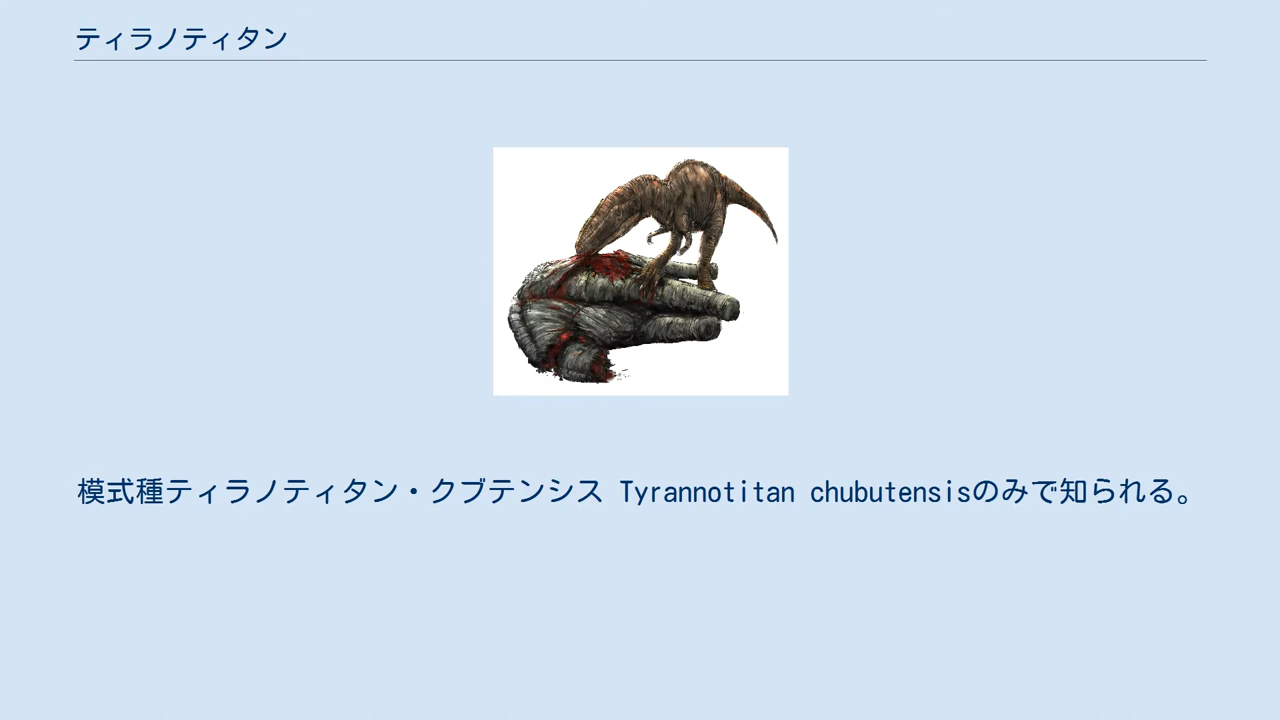 ティラノティタン
模式種ティラノティタン・クブテンシス Tyrannotitan chubutensisのみで知られる。